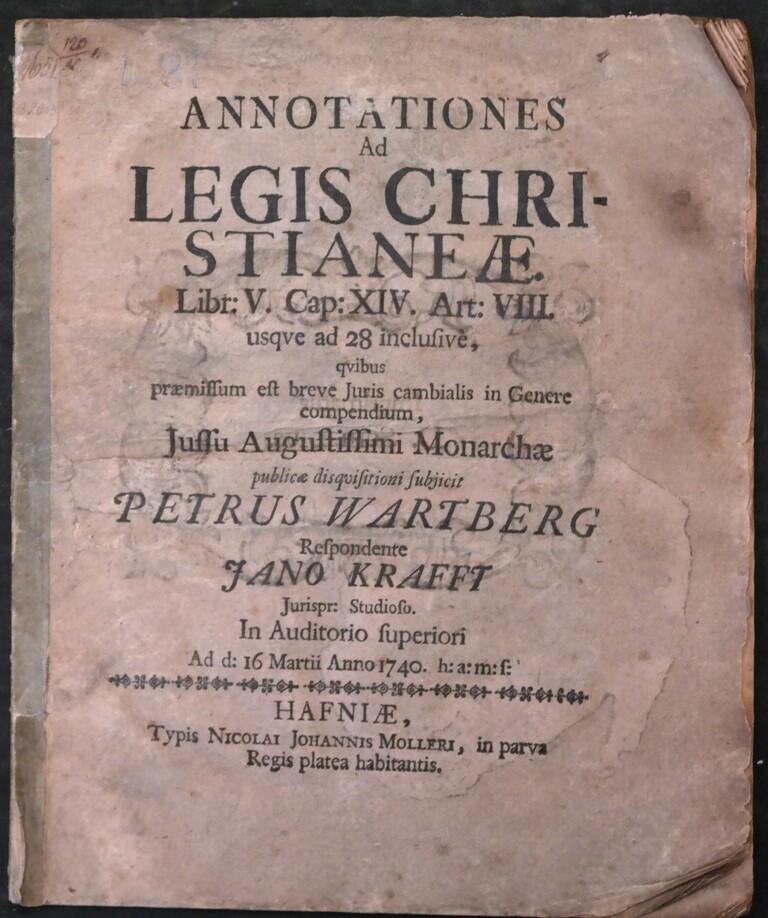 ANNOTATIONES
Ad
LEGIS CHRI-
STIANEÆ.
Libr: V. Cap: XIV. Art: VIII.
usqve ad 28 inclusivè,
qvibus
præmissum est breve Juris cambialis in Genere
compendium,
Jussu Augustissimi Monarchæ
publicæ disqvisitioni subjicit
PETRUS WARTBERG
Respondente
JANO KRAFFT
Jurispr: Studioso.
In Auditorio superiori
Ad d: 16 Martii Anno 1740. h: a: m: s:
HAFNIÆ,
Typis NICOLAI JOHANNIS MOLLERI, in parva
Regis platea habitantis.